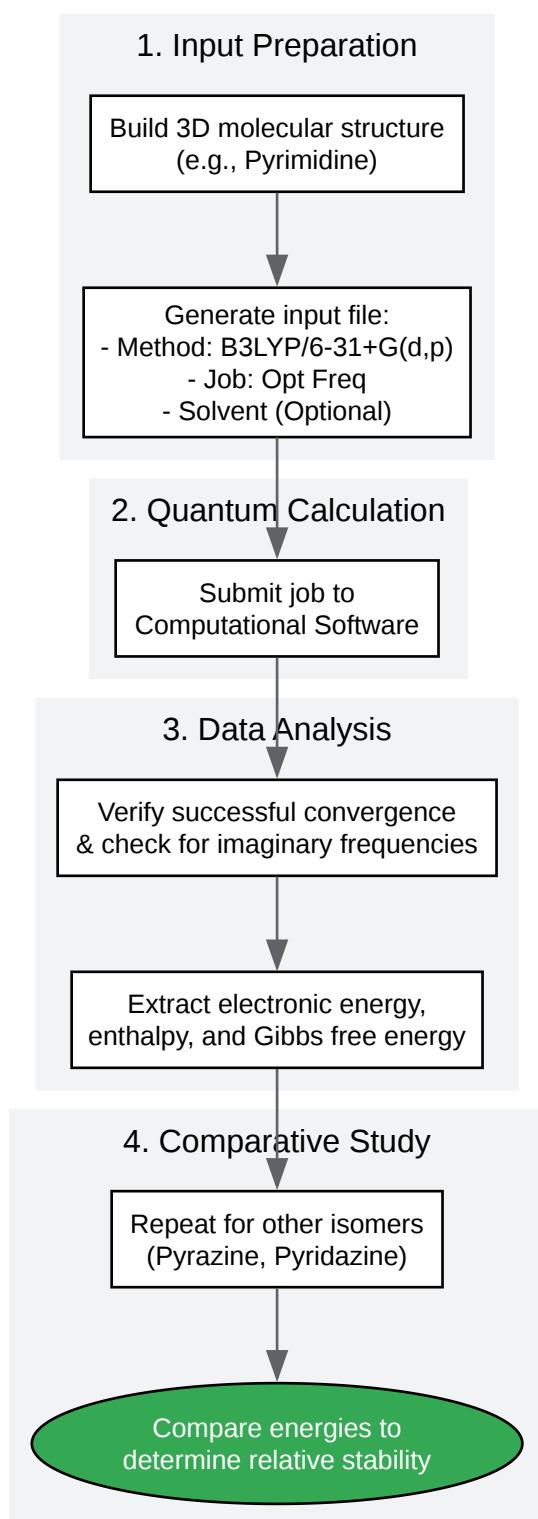 1. Input Preparation
Build 3D molecular structure
(e.g., Pyrimidine)
Generate input file:
- Method: B3LYP/6-31+G(d,p)
- Job: Opt Freq
- Solvent (Optional)
2. Quantum Calculation
Submit job to
Computational Software
3. Data Analysis
Verify successful convergence
& check for imaginary frequencies
Extract electronic energy,
enthalpy, and Gibbs free energy
4. Comparative Study
Repeat for other isomers
(Pyrazine, Pyridazine)
Compare energies to
determine relative stability